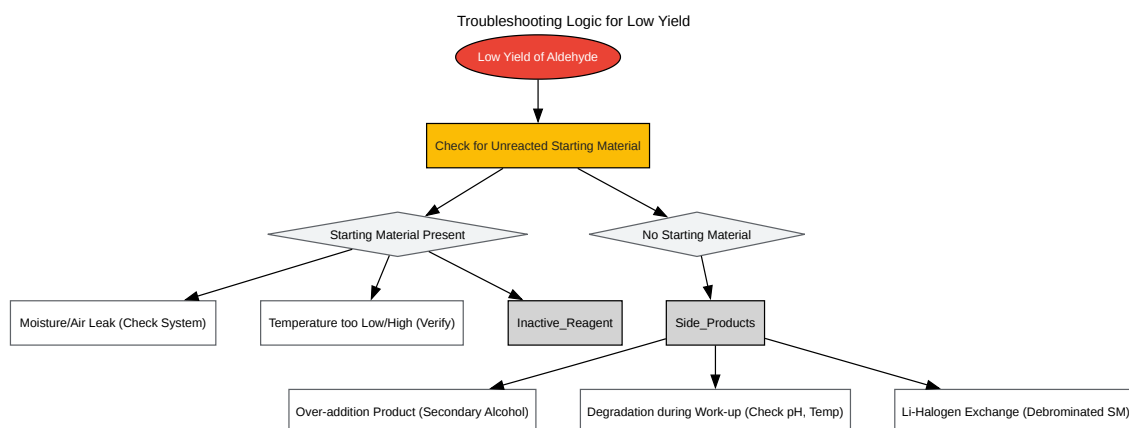 Troubleshooting Logic for Low Yield
Low Yield of Aldehyde
Check for Unreacted Starting Material
Starting Material Present
No Starting Material
Moisture/Air Leak (Check System)
Temperature too Low/High (Verify)
Inactive_Reagent
Side_Products
Over-addition Product (Secondary Alcohol)
Degradation during Work-up (Check pH, Temp)
Li-Halogen Exchange (Debrominated SM)